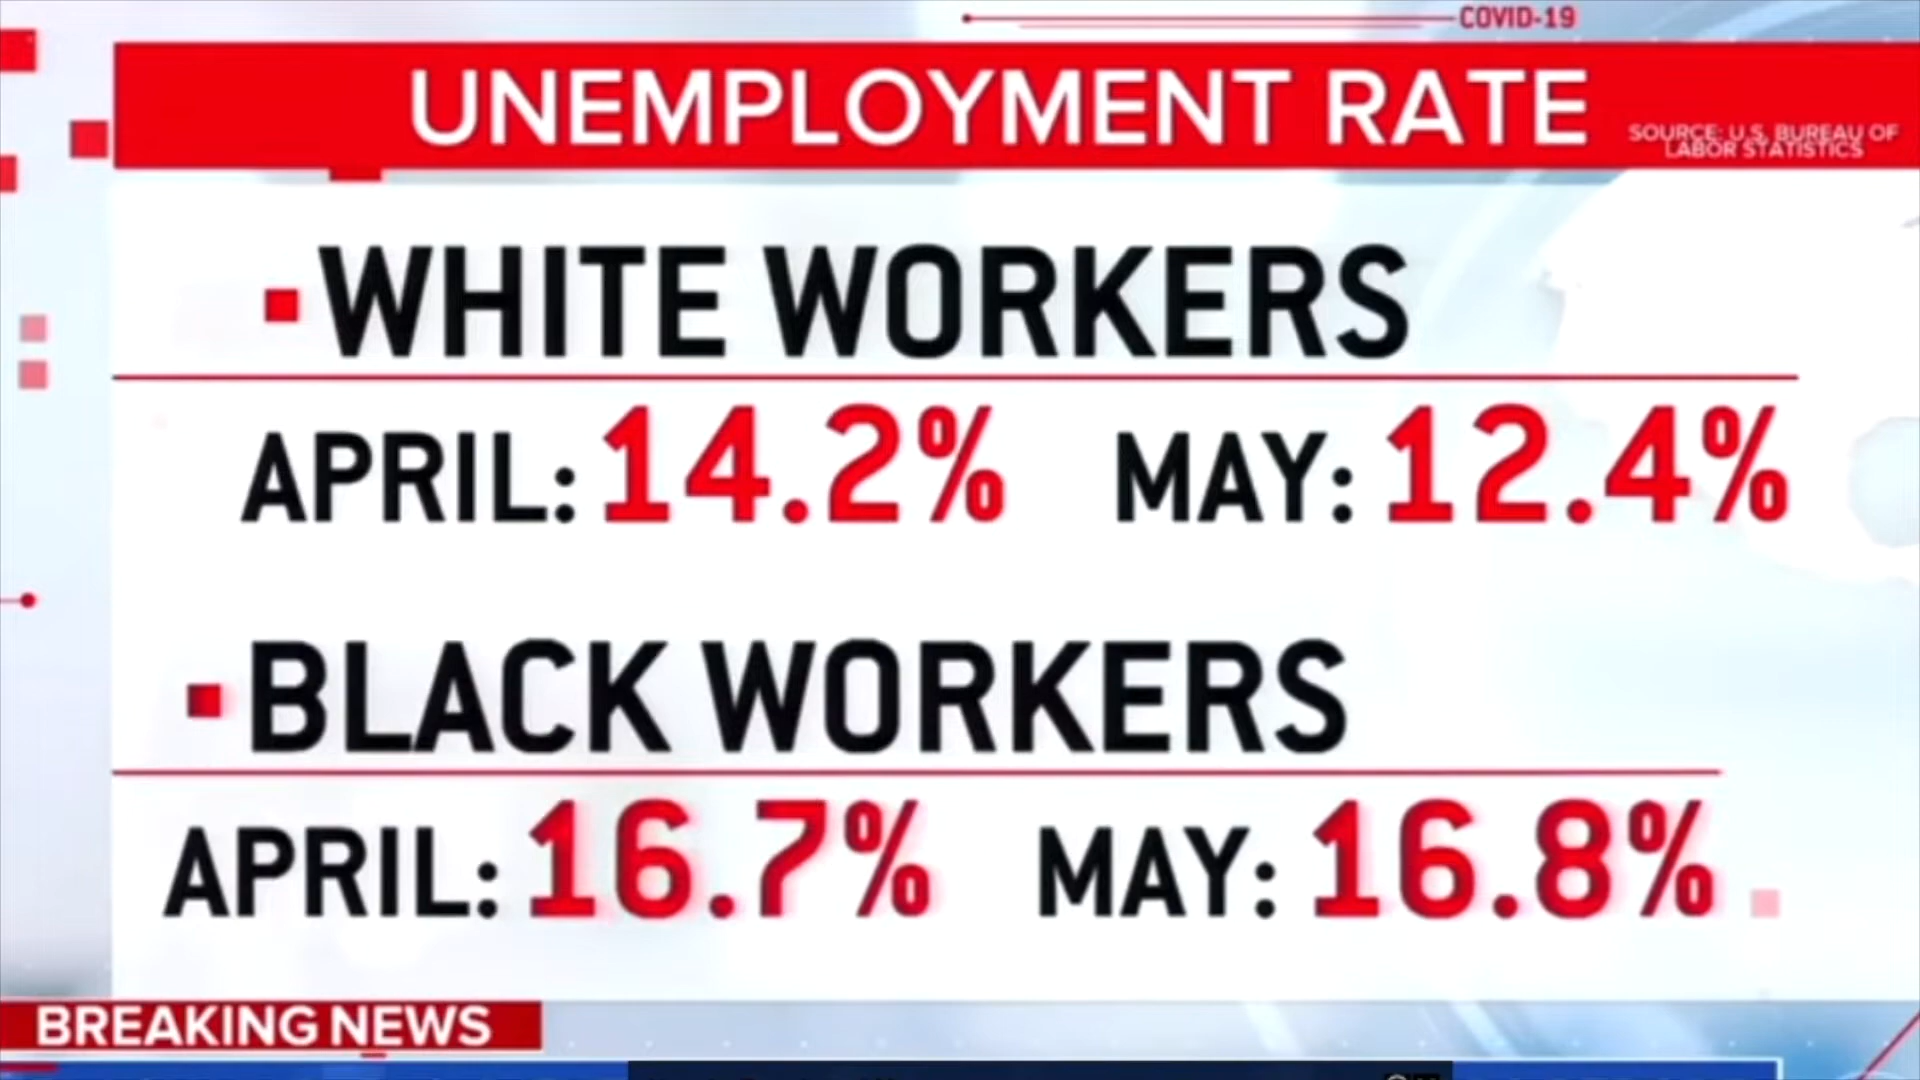 COVID-19
UNEMPLOYMENT RATE
SOURCE: U.S. BUREAU OF
LABOR STATISTICS
WHITE WORKERS
APRIL: 14.2% MAY: 12.4%
BLACK WORKERS
APRIL: 16.7% MAY: 16.8%
BREAKING NEWS